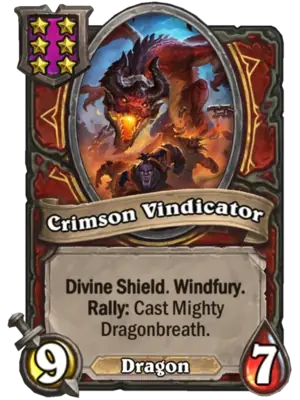 Crimson Vindicator
Divine Shield. Windfury.
Rally: Cast Mighty
Dragonbreath.
9
Dragon
7